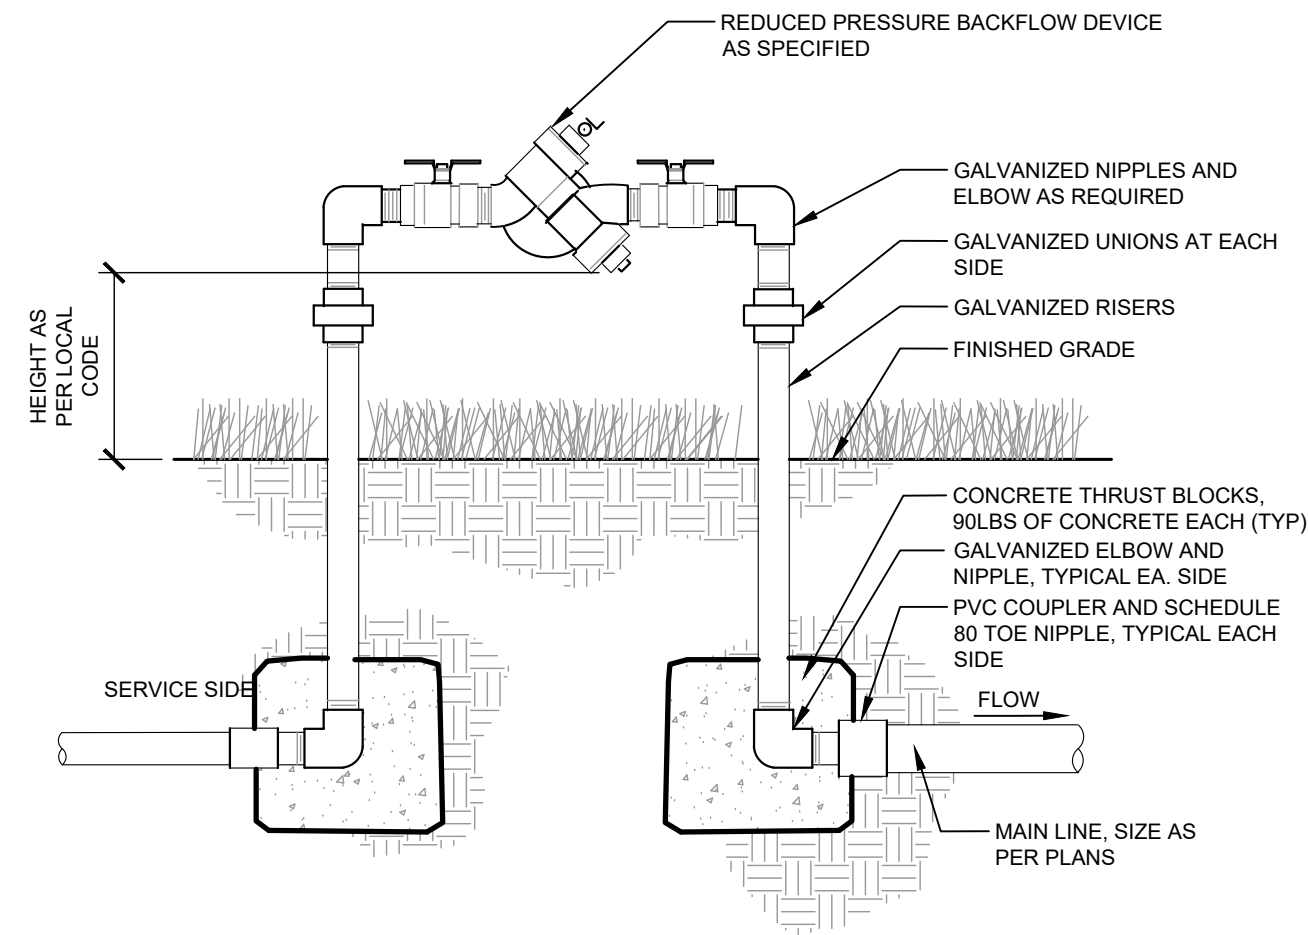 REDUCED PRESSURE BACKFLOW DEVICE
AS SPECIFIED
GALVANIZED NIPPLES AND
ELBOW AS REQUIRED
GALVANIZED UNIONS AT EACH
SIDE
GALVANIZED RISERS
FINISHED GRADE
HEIGHT AS
PER LOCAL
CODE
CONCRETE THRUST BLOCKS,
90LBS OF CONCRETE EACH (TYP)
GALVANIZED ELBOW AND
NIPPLE, TYPICAL EA. SIDE
PVC COUPLER AND SCHEDULE
80 TOE NIPPLE, TYPICAL EACH
SIDE
SERVICE SIDE
FLOW
MAIN LINE, SIZE AS
PER PLANS